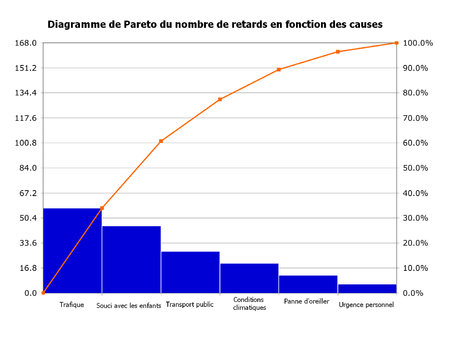 Diagramme de Pareto du nombre de retards en fonction des causes
168.0
151.2
134.4
117.6
100.8
84.0
67.2
50.4
33.6
16.8
0.0
100.0%
90.0%
80.0%
70.0%
60.0%
50.0%
40.0%
30.0%
20.0%
10.0%
0.0%
Trafique
Souci avec les enfants
Transport public
Conditions
climatiques
Panne d'oreiller
Urgence personnel